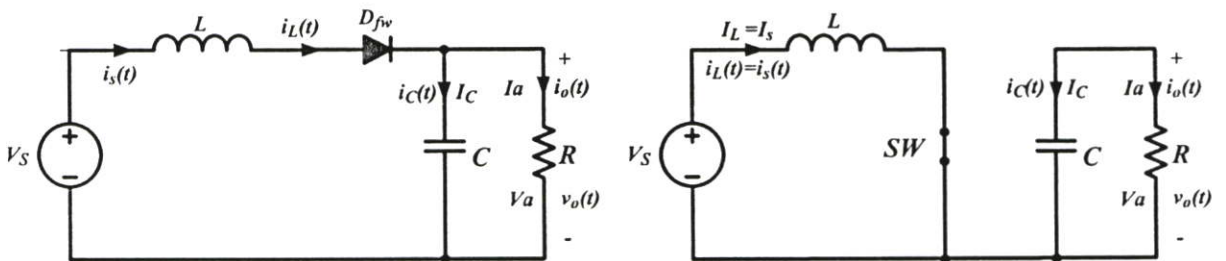 L
i_L(t)
D_fw
i_s(t)
+
i_C(t)
I_C
Ia
i_o(t)
V_S
+
−
C
R
Va
v_o(t)
-
I_L =I_s
L
i_L(t)=i_s(t)
+
i_C(t)
I_C
Ia
i_o(t)
V_S
+
−
SW
C
R
Va
v_o(t)
-